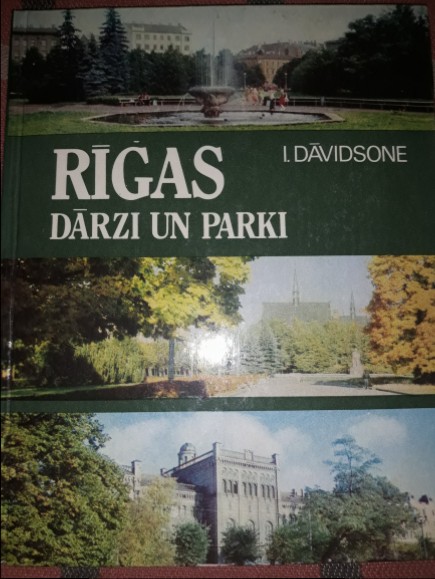 I. DĀVIDSONE
RĪGAS
DĀRZI UN PARKI